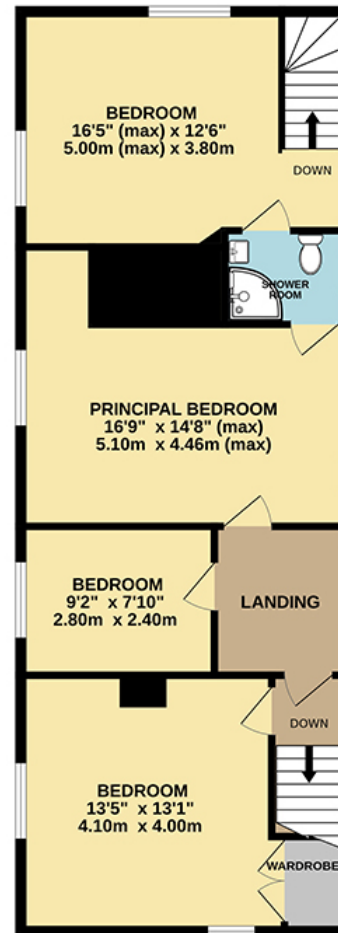 BEDROOM
16'5" (max) x 12'6"
5.00m (max) x 3.80m
DOWN
SHOWER
ROOM
PRINCIPAL BEDROOM
16'9" x 14'8" (max)
5.10m x 4.46m (max)
BEDROOM
9'2" x 7'10"
2.80m x 2.40m
LANDING
DOWN
BEDROOM
13'5" x 13'1"
4.10m x 4.00m
WARDROBE